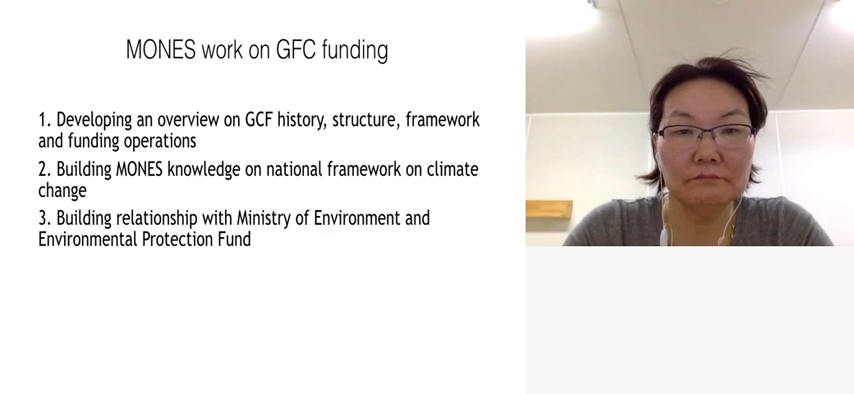 MONES work on GFC funding
1. Developing an overview on GCF history, structure, framework
and funding operations
2. Building MONES knowledge on national framework on climate
change
3. Building relationship with Ministry of Environment and
Environmental Protection Fund